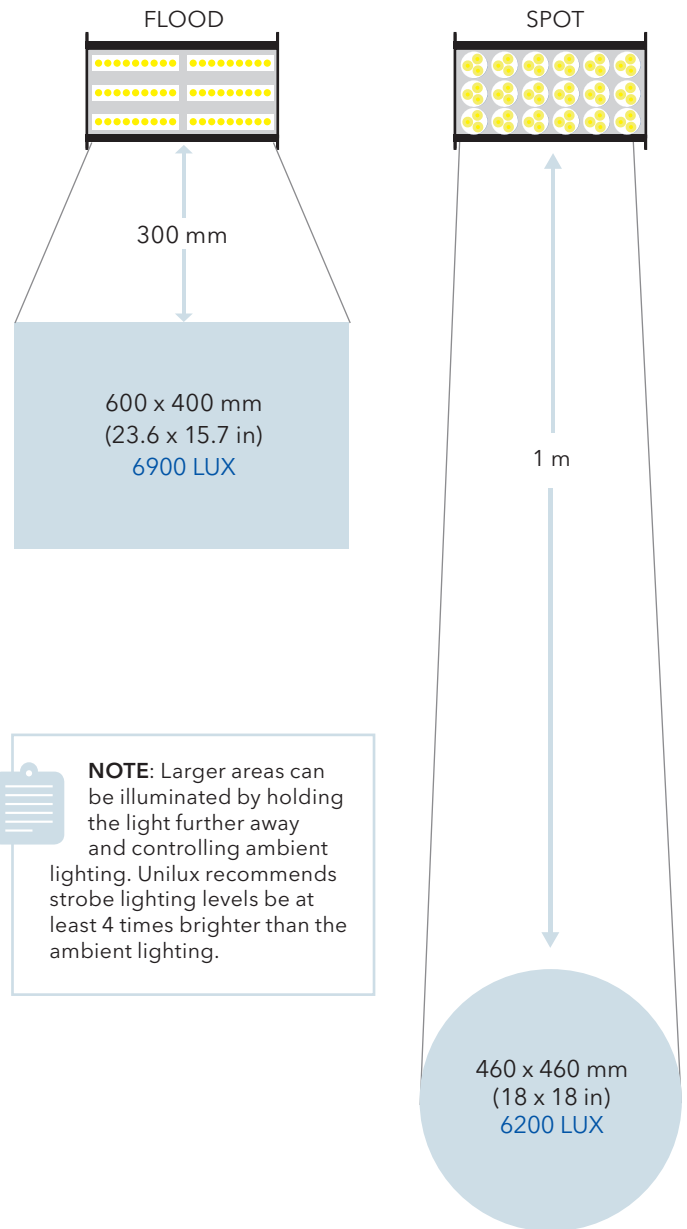 FLOOD
300 mm
600 x 400 mm
(23.6 x 15.7 in)
6900 LUX
NOTE: Larger areas can
be illuminated by holding
the light further away
and controlling ambient
lighting. Unilux recommends
strobe lighting levels be at
least 4 times brighter than the
ambient lighting.
SPOT
1 m
460 x 460 mm
(18 x 18 in)
6200 LUX